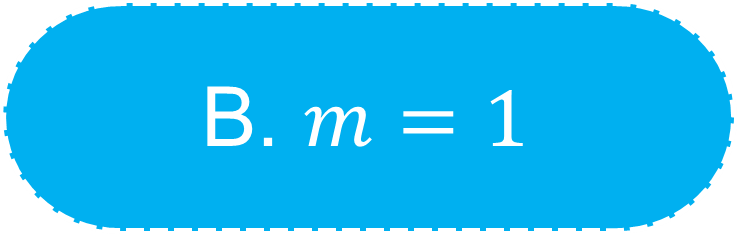 B. m = 1